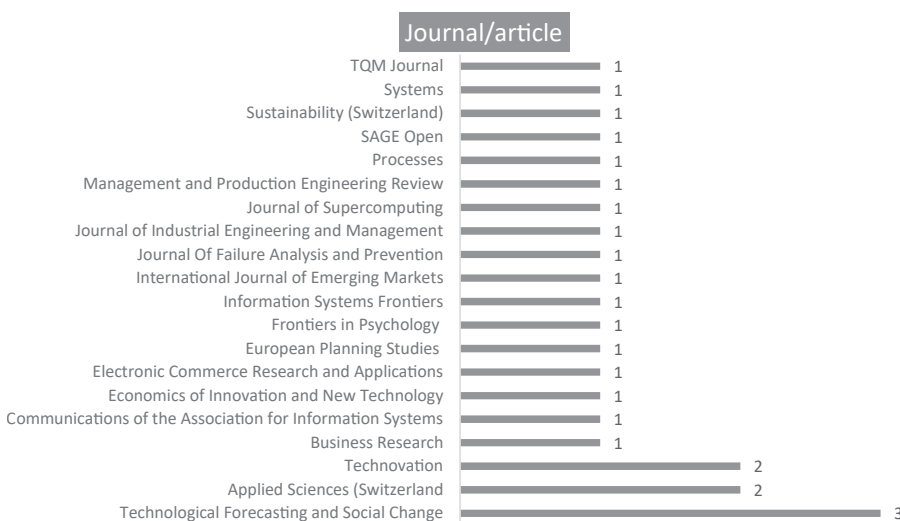 Journal/article
TQM Journal 1
Systems 1
Sustainability (Switzerland) 1
SAGE Open 1
Processes 1
Management and Production Engineering Review 1
Journal of Supercomputing 1
Journal of Industrial Engineering and Management 1
Journal Of Failure Analysis and Prevention 1
International Journal of Emerging Markets 1
Information Systems Frontiers 1
Frontiers in Psychology 1
European Planning Studies 1
Electronic Commerce Research and Applications 1
Economics of Innovation and New Technology 1
Communications of the Association for Information Systems 1
Business Research 1
Technovation 2
Applied Sciences (Switzerland 2
Technological Forecasting and Social Change 3